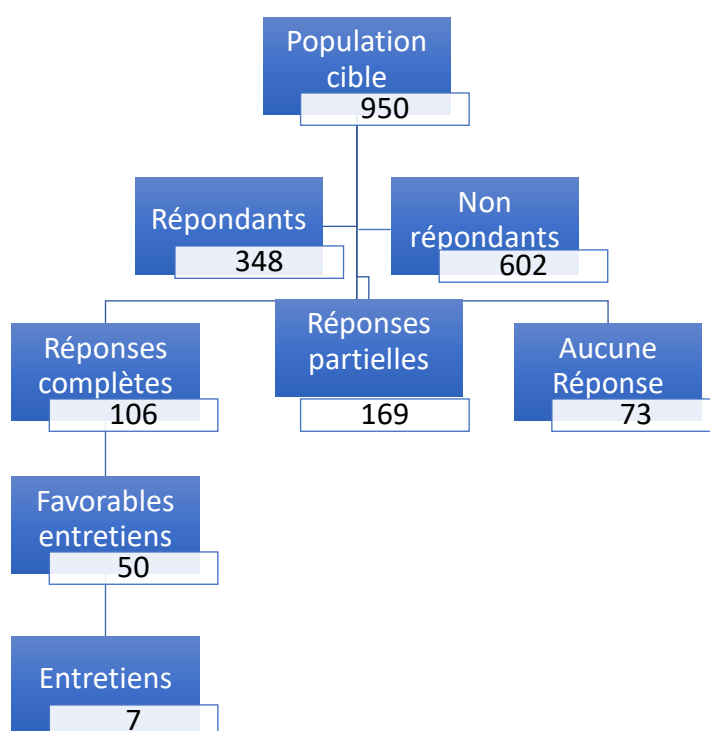 Population
cible
950
Répondants
348
Non
répondants
602
Réponses
complètes
106
Réponses
partielles
169
Aucune
Réponse
73
Favorables
entretiens
50
Entretiens
7